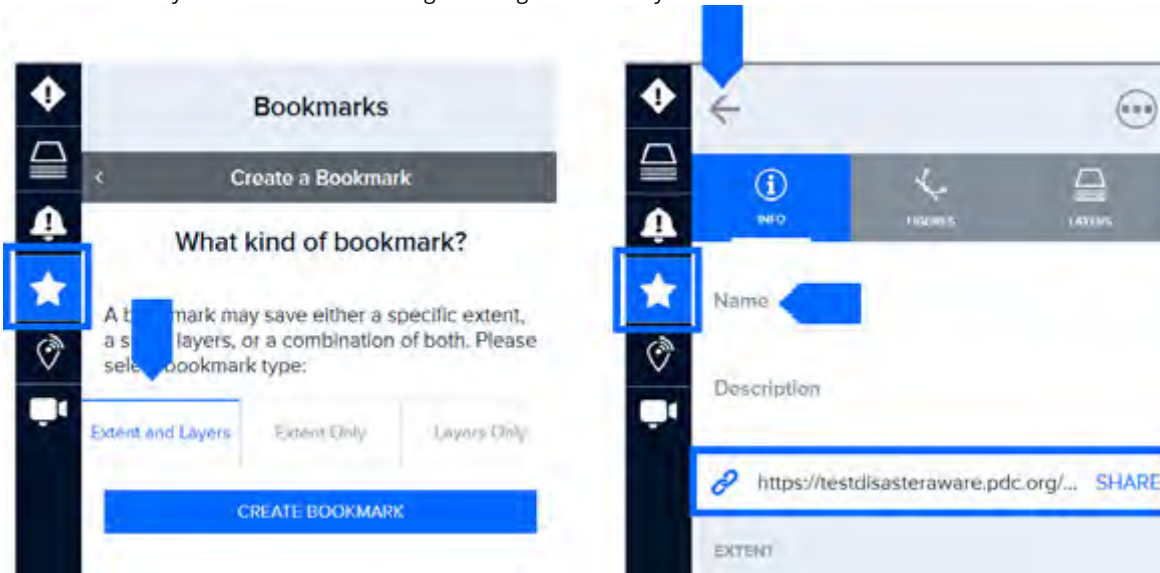 Bookmarks
Create a Bookmark
What kind of bookmark?
mark may save either a specific extent,
layers, or a combination of both. Please
bookmark type:
Extent and Layers
Extent Only
Layers Only
CREATE BOOKMARK
INFO
FIGURES
LAYERS
Name
Description
https://testdisasteraware.pdc.org/... SHARE
EXTENT